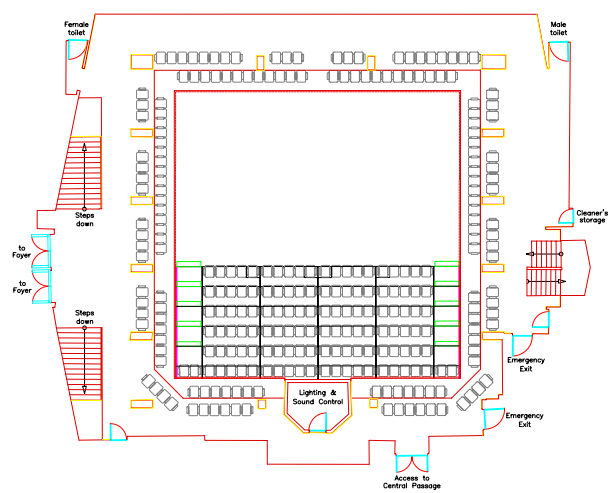 Female
toilet
Male
toilet
Cleaner's
storage
Steps
down
to
Foyer
to
Foyer
Steps
down
Emergency
Exit
Lighting &
Sound Control
Emergency
Exit
Access to
Central Passage